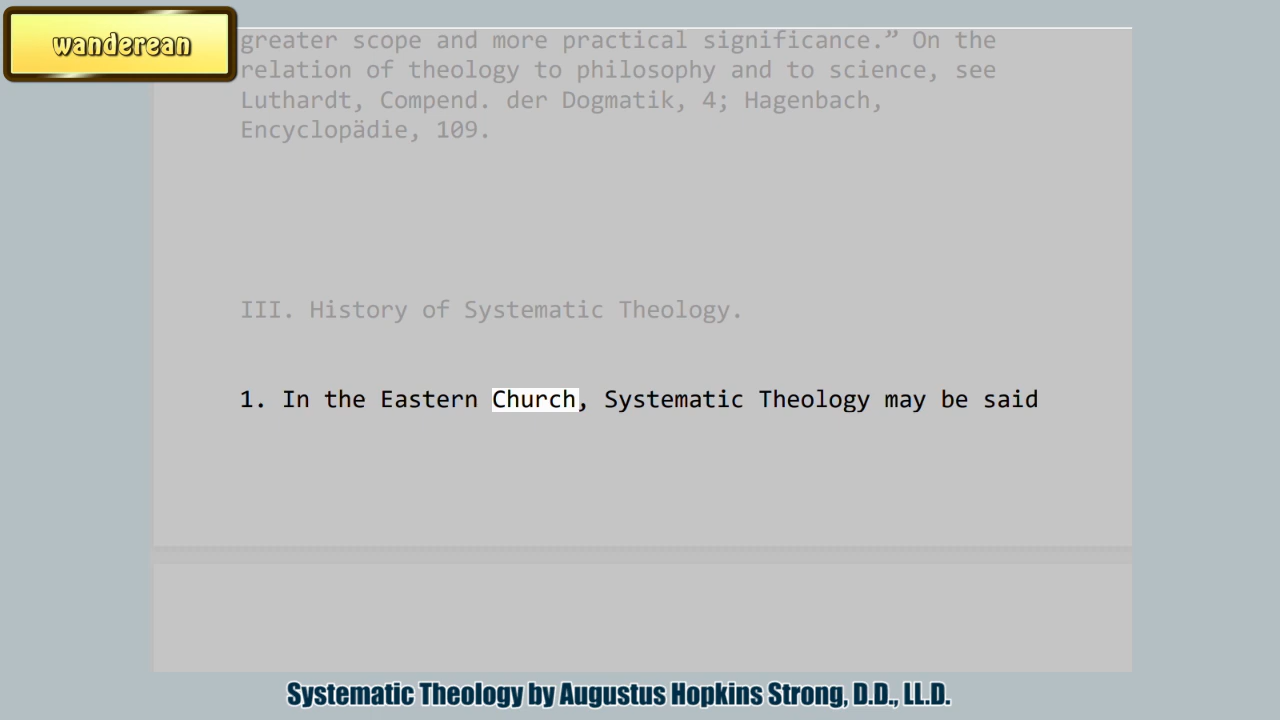 wanderean
greater scope and more practical significance.” On the
relation of theology to philosophy and to science, see
Luthardt, Compend. der Dogmatik, 4; Hagenbach,
Encyclopädie, 109.
III. History of Systematic Theology.
1. In the Eastern Church, Systematic Theology may be said
Systematic Theology by Augustus Hopkins Strong, D.D., LL.D.